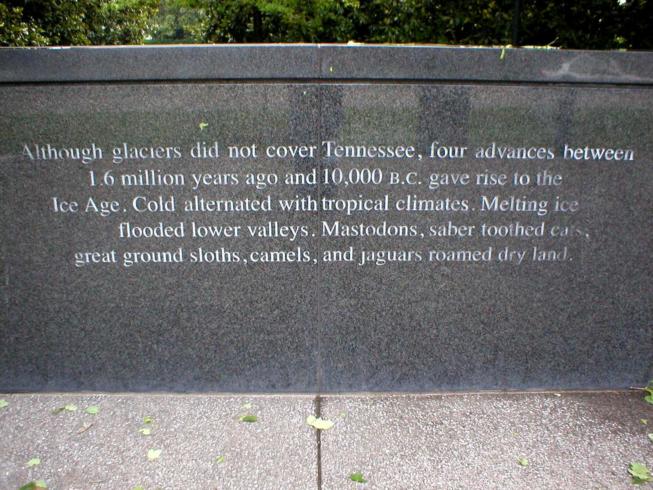 Although glaciers did not cover Tennessee, four advances between
1.6 million years ago and 10,000 B.C. gave rise to the
Ice Age. Cold alternated with tropical climates. Melting ice
flooded lower valleys. Mastodons, saber toothed cats,
great ground sloths, camels, and jaguars roamed dry land.